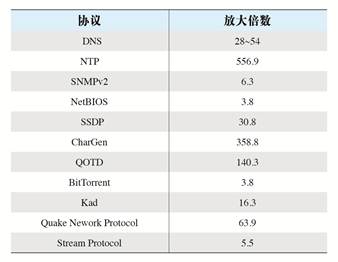 协议 放大倍数
DNS 28~54
NTP 556.9
SNMPv2 6.3
NetBIOS 3.8
SSDP 30.8
CharGen 358.8
QOTD 140.3
BitTorrent 3.8
Kad 16.3
Quake Nework Protocol 63.9
Stream Protocol 5.5